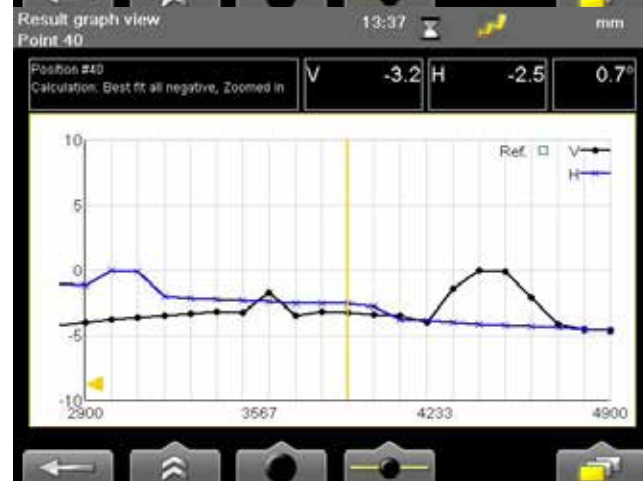 Result graph view
13:37
mm
Point 40
Position #40
Calculation: Best fit all negative, Zoomed in
V -3.2
H -2.5
0.7°
Ref. V
H
10
5
0
-5
-10
2900 3567 4233 4900